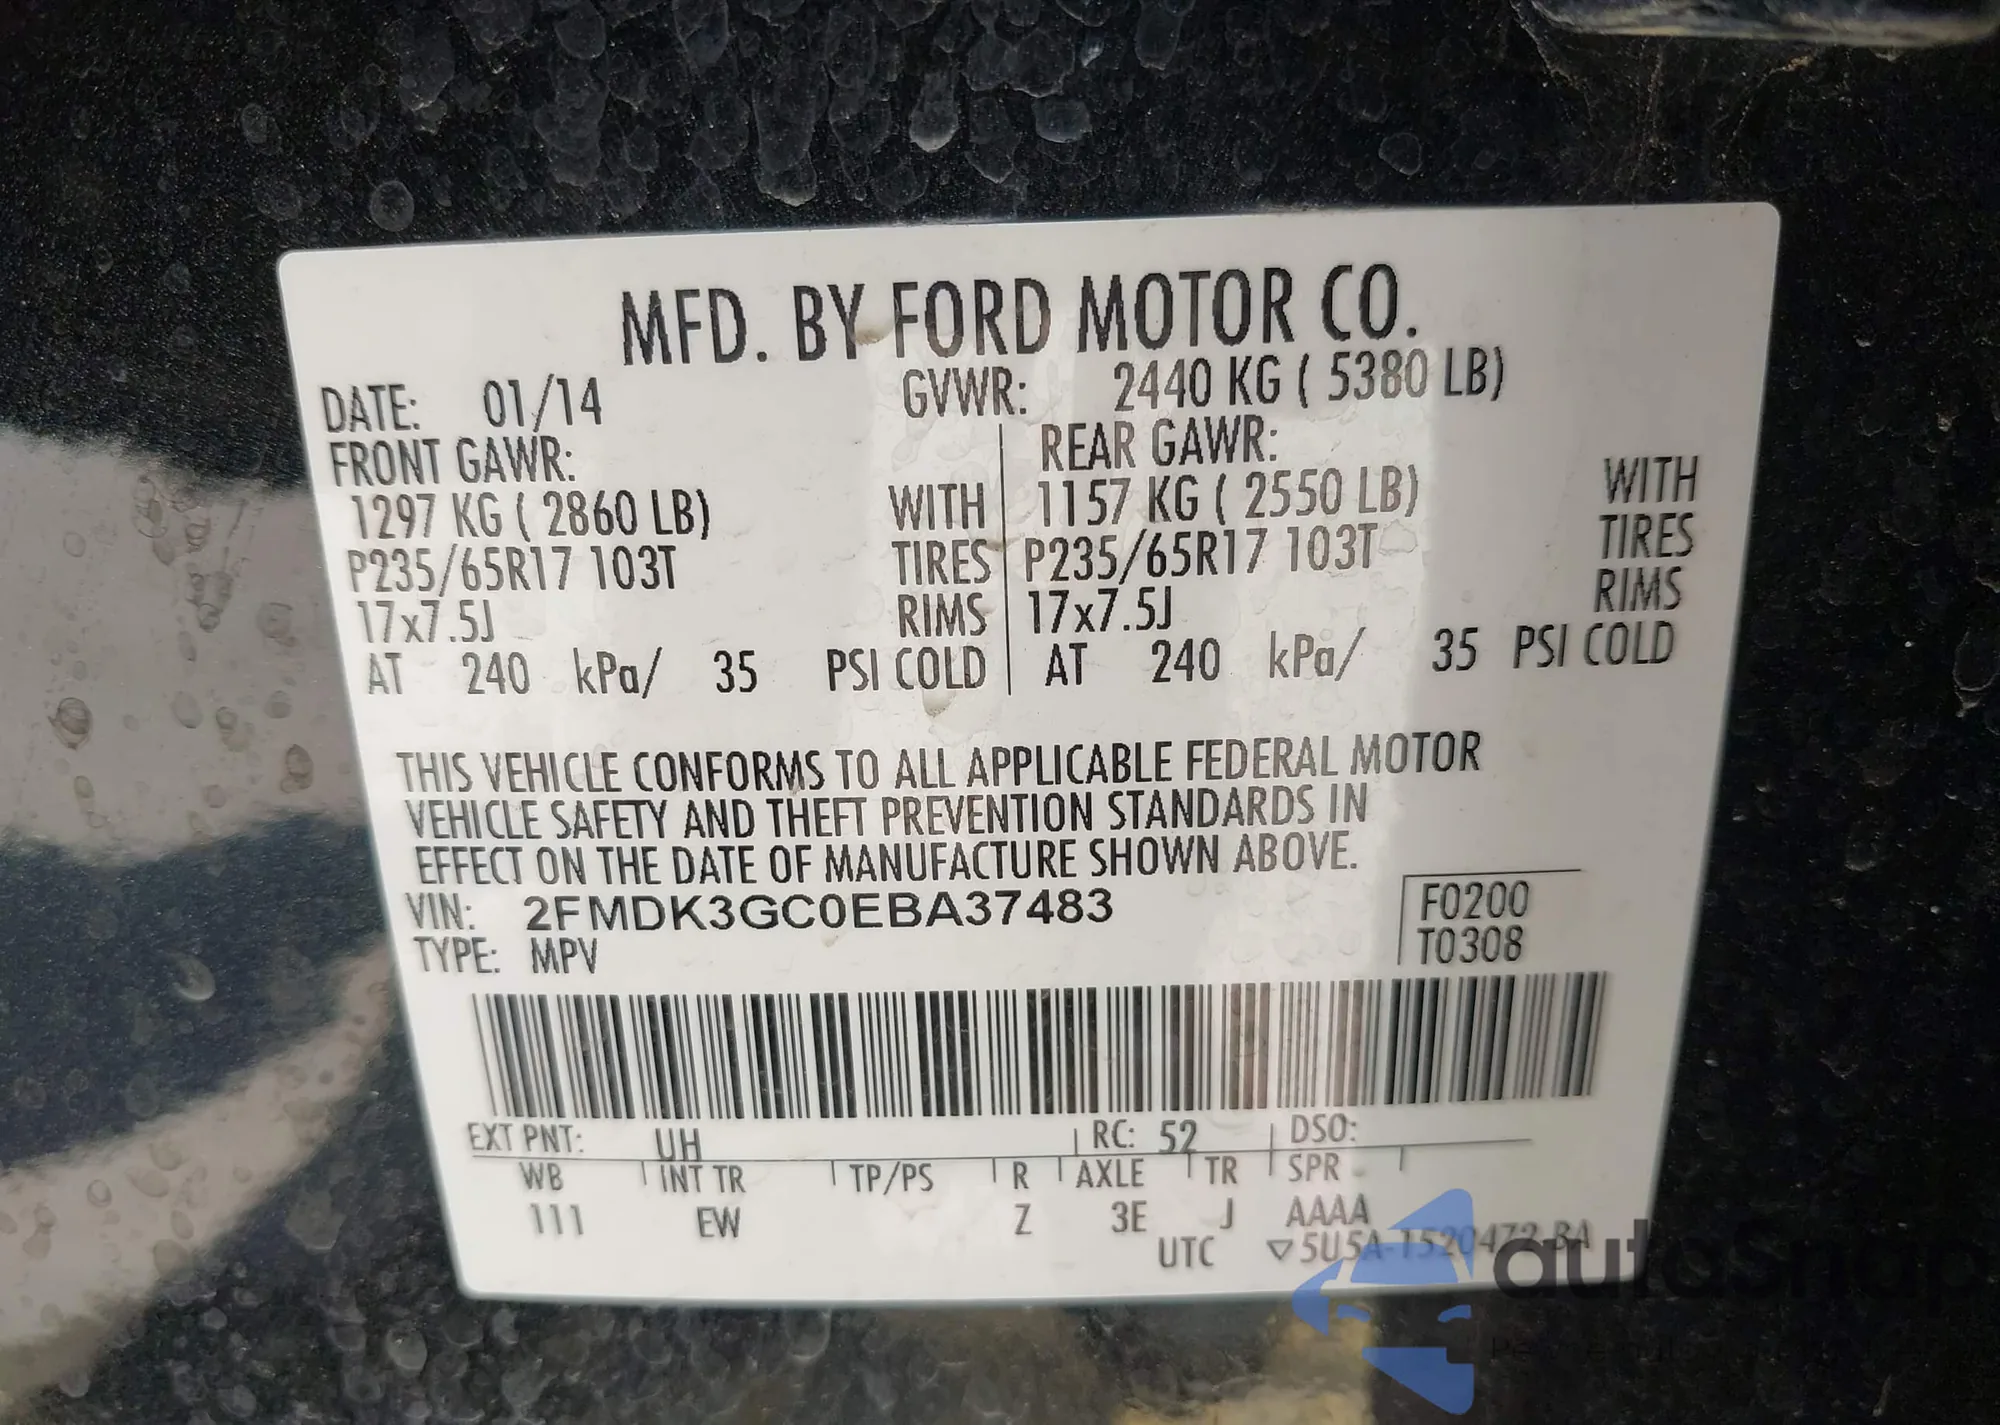 MFD. BY FORD MOTOR CO.
DATE: 01/14 GVWR: 2440 KG ( 5380 LB)
FRONT GAWR: REAR GAWR:
1297 KG ( 2860 LB) WITH 1157 KG ( 2550 LB) WITH
P235/65R17 103T TIRES P235/65R17 103T TIRES
17x7.5J RIMS 17x7.5J RIMS
AT 240 kPa/ 35 PSI COLD AT 240 kPa/ 35 PSI COLD
THIS VEHICLE CONFORMS TO ALL APPLICABLE FEDERAL MOTOR
VEHICLE SAFETY AND THEFT PREVENTION STANDARDS IN
EFFECT ON THE DATE OF MANUFACTURE SHOWN ABOVE.
VIN: 2FMDK3GC0EBA37483 F0200
TYPE: MPV T0308
EXT PNT: UH RC: 52 DSO:
WB INT TR TP/PS R AXLE TR SPR
111 EW Z 3E J AAAA
UTC ▽5U5A-1520472-BA
autosnap